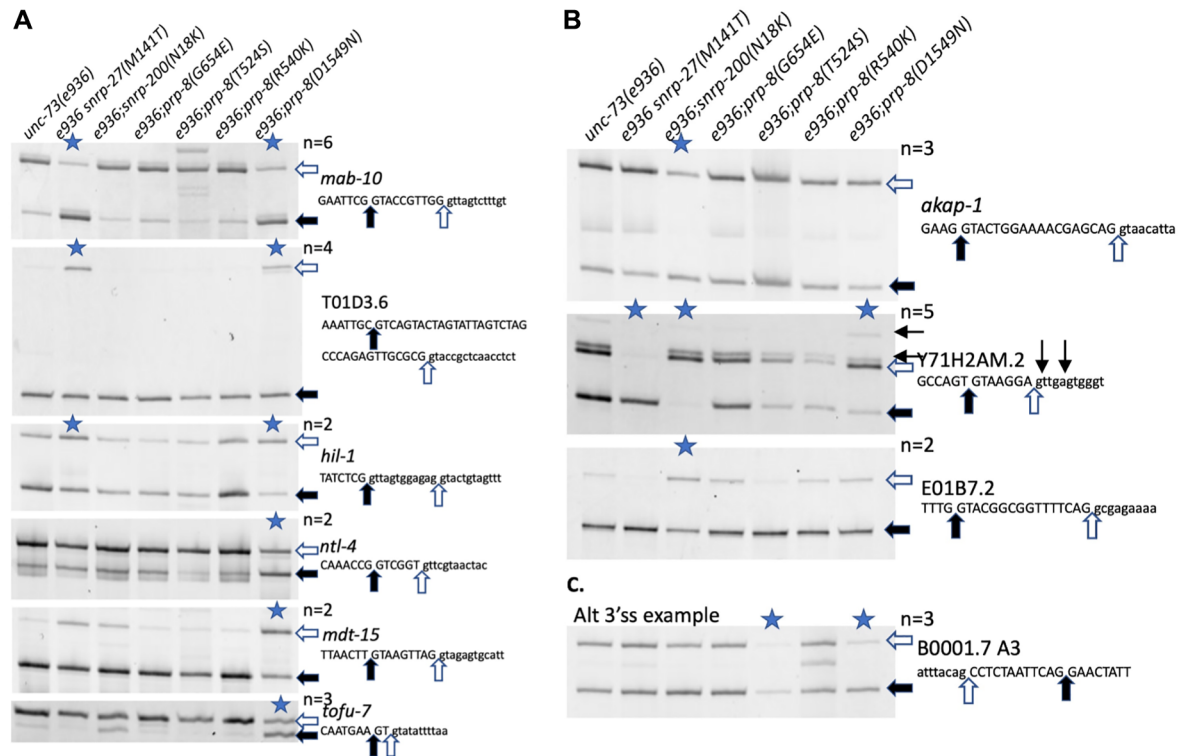 A
unc-73(e936)
e936 snrp-27(M141T)
e936;snrp-200(N18K)
e936;prp-8(G654E)
e936;prp-8(T524S)
e936;prp-8(R540K)
e936;prp-8(D1549N)
n=6
mab-10
GAATTCG GTACCGTTGG gttagtctttgt
n=4
T01D3.6
AAATTGC GTCAGTACTAGTATTAGTCTAG
CCCAGAGTTGCGCG gtaccgctcaacctct
n=2
hil-1
TATCTCG gttagtggagag gtactgtagttt
n=2
ntl-4
CAAACCG GTCGGT gttcgtaactac
n=2
mdt-15
TTAACTT GTAAGTTAG gtagagtgcatt
n=3
tofu-7
CAATGAA GT gtatattttaa
B
unc-73(e936)
e936 snrp-27(M141T)
e936;snrp-200(N18K)
e936;prp-8(G654E)
e936;prp-8(T524S)
e936;prp-8(R540K)
e936;prp-8(D1549N)
n=3
akap-1
GAAG GTACTGGAAAACGAGCAG gtaacatta
n=5
Y71H2AM.2
GCCAGT GTAAGGA gttgagtgggt
n=2
E01B7.2
TTTG GTACGGCGGTTTTCAG gcgagaaaa
C.
Alt 3'ss example
n=3
B0001.7 A3
atttacag CCTCTAATTCAG GAACTATT